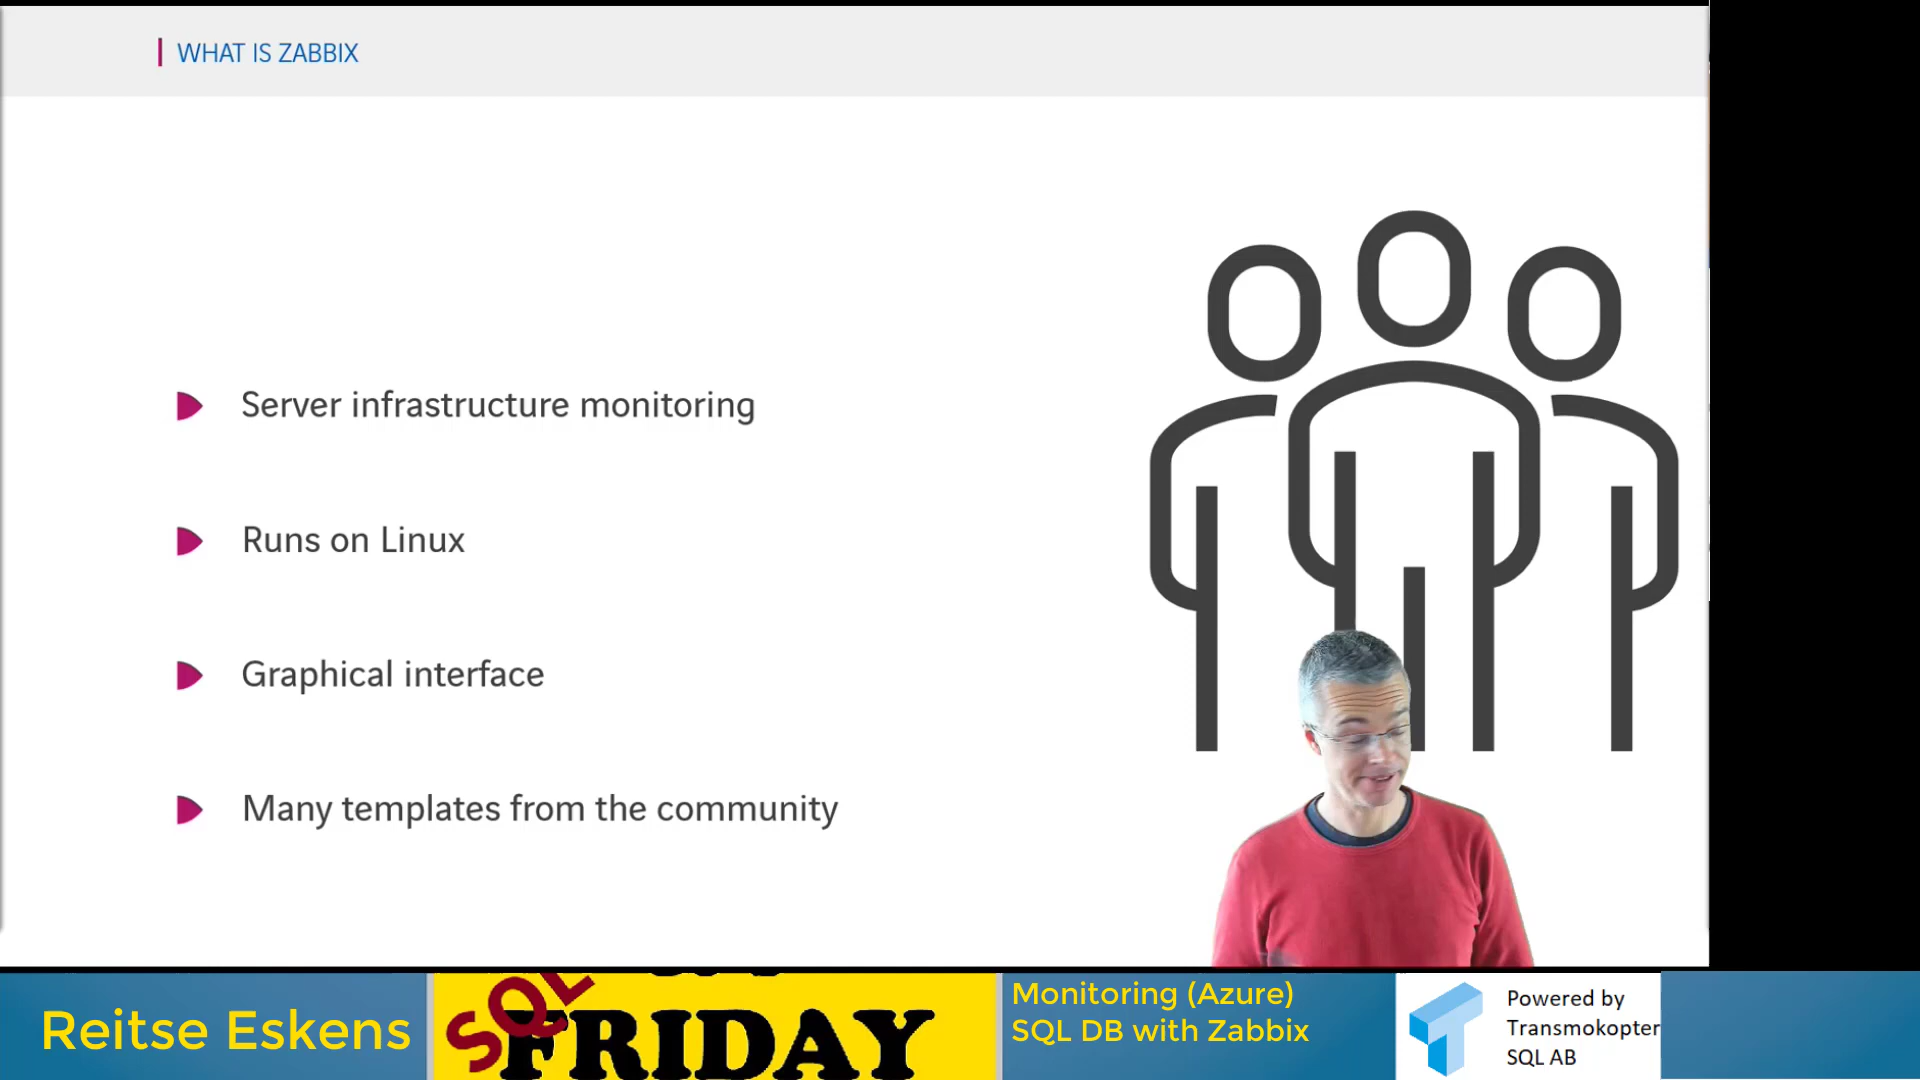 WHAT IS ZABBIX
Server infrastructure monitoring
Runs on Linux
Graphical interface
Many templates from the community
Reitse Eskens
SQL
FRIDAY
Monitoring (Azure)
SQL DB with Zabbix
Powered by
Transmokopter
SQL AB